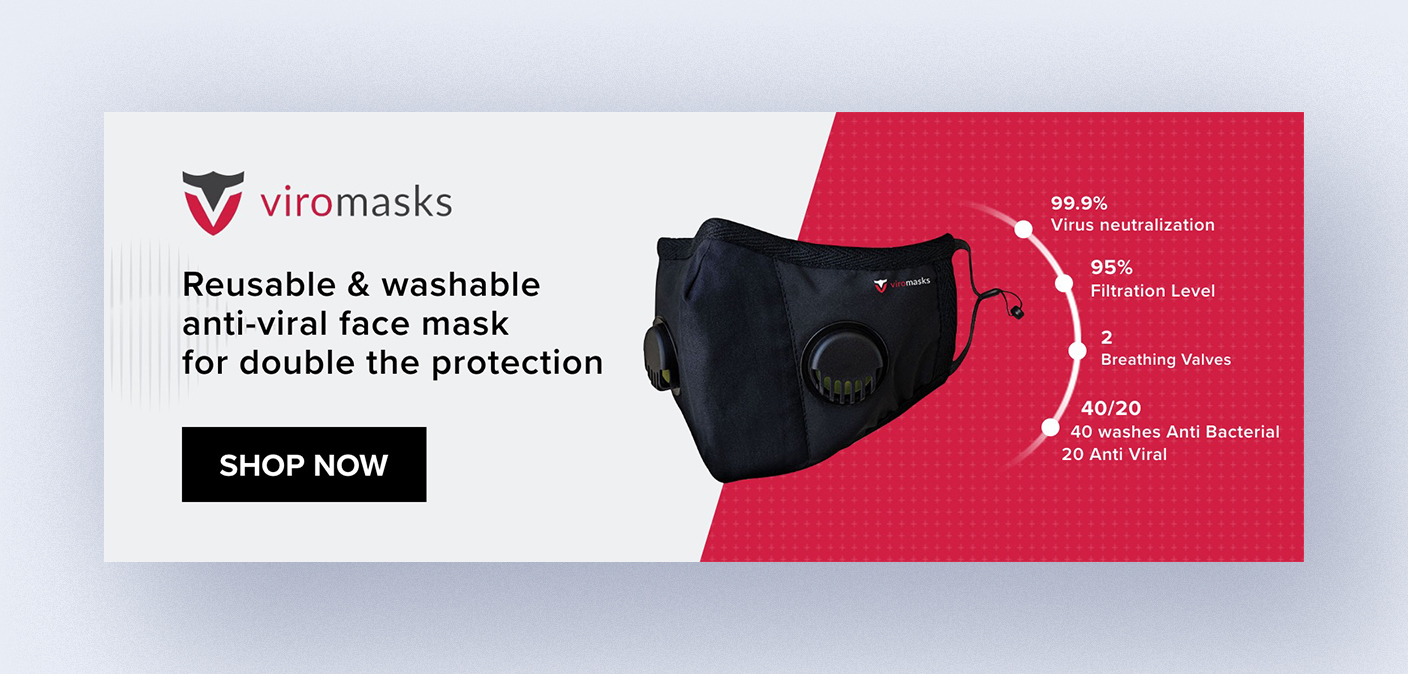 viromasks
Reusable & washable
anti-viral face mask
for double the protection
SHOP NOW
viromasks
99.9%
Virus neutralization
95%
Filtration Level
2
Breathing Valves
40/20
40 washes Anti Bacterial
20 Anti Viral